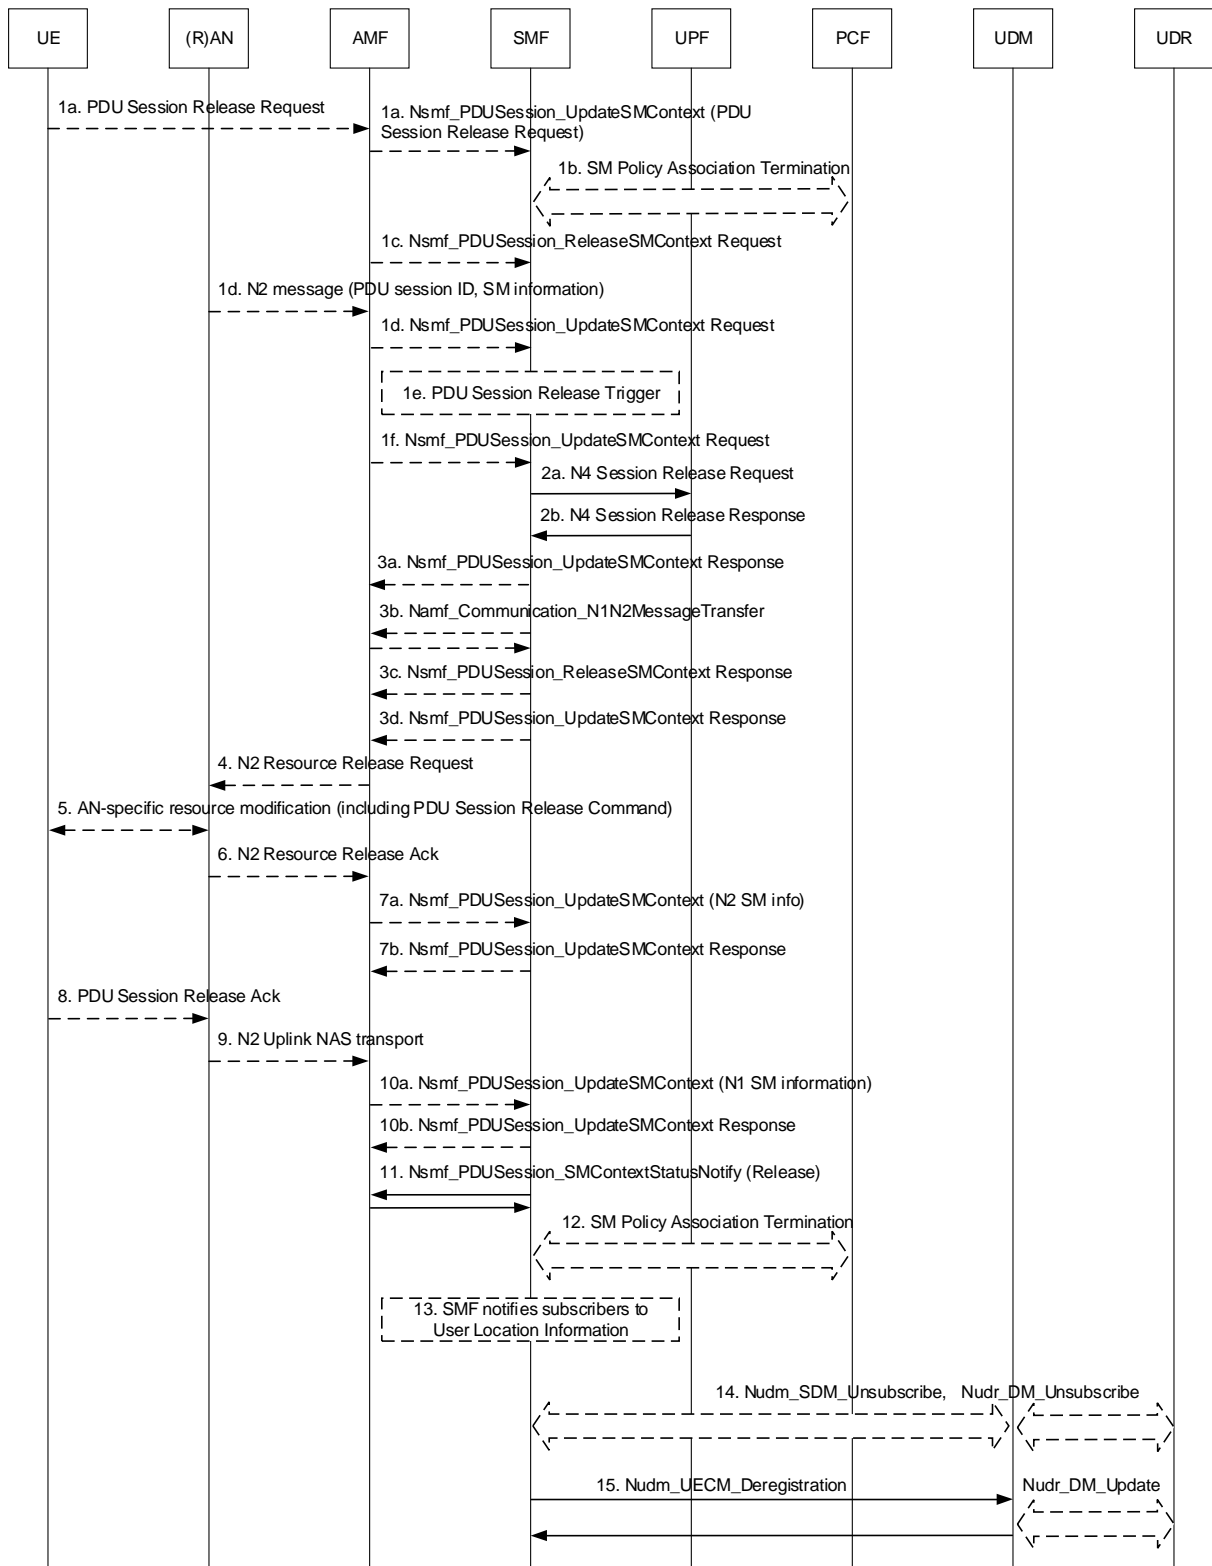 UE
(R)AN
AMF
SMF
UPF
PCF
UDM
UDR
1a. PDU Session Release Request
1a. Nsmf_PDUSession_UpdateSMContext (PDU
Session Release Request)
1b. SM Policy Association Termination
1c. Nsmf_PDUSession_ReleaseSMContext Request
1d. N2 message (PDU session ID, SM information)
1d. Nsmf_PDUSession_UpdateSMContext Request
1e. PDU Session Release Trigger
1f. Nsmf_PDUSession_UpdateSMContext Request
2a. N4 Session Release Request
2b. N4 Session Release Response
3a. Nsmf_PDUSession_UpdateSMContext Response
3b. Namf_Communication_N1N2MessageTransfer
3c. Nsmf_PDUSession_ReleaseSMContext Response
3d. Nsmf_PDUSession_UpdateSMContext Response
4. N2 Resource Release Request
5. AN-specific resource modification (including PDU Session Release Command)
6. N2 Resource Release Ack
7a. Nsmf_PDUSession_UpdateSMContext (N2 SM info)
7b. Nsmf_PDUSession_UpdateSMContext Response
8. PDU Session Release Ack
9. N2 Uplink NAS transport
10a. Nsmf_PDUSession_UpdateSMContext (N1 SM information)
10b. Nsmf_PDUSession_UpdateSMContext Response
11. Nsmf_PDUSession_SMContextStatusNotify (Release)
12. SM Policy Association Termination
13. SMF notifies subscribers to
User Location Information
14. Nudm_SDM_Unsubscribe, Nudr_DM_Unsubscribe
15. Nudm_UECM_Deregistration
Nudr_DM_Update